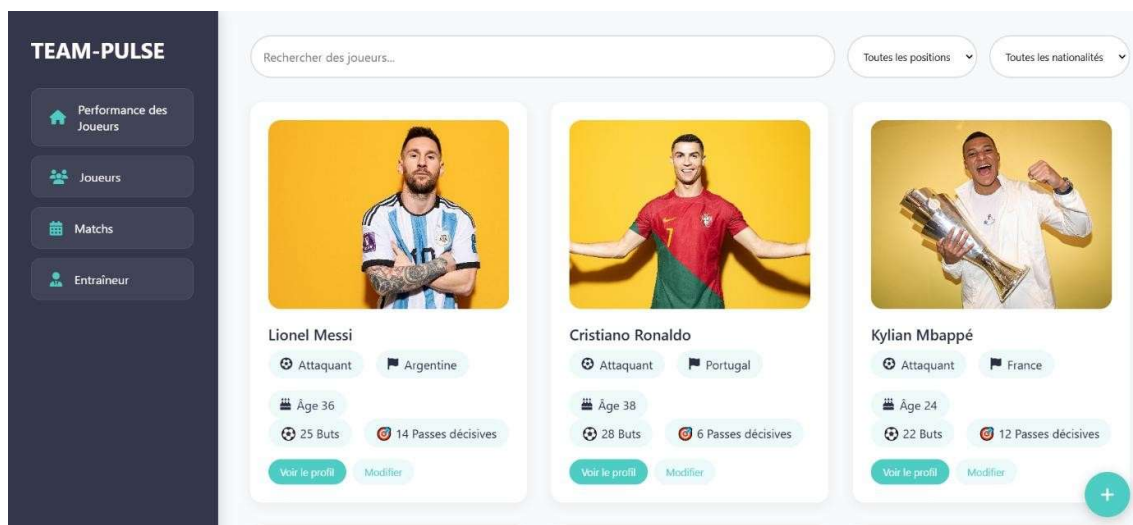 TEAM-PULSE
Performance des
Joueurs
Joueurs
Matchs
Entraîneur
Rechercher des joueurs...
Toutes les positions
Toutes les nationalités
Lionel Messi
Attaquant
Argentine
Âge 36
25 Buts
14 Passes décisives
Voir le profil
Modifier
Cristiano Ronaldo
Attaquant
Portugal
Âge 38
28 Buts
6 Passes décisives
Voir le profil
Modifier
Kylian Mbappé
Attaquant
France
Âge 24
22 Buts
12 Passes décisives
Voir le profil
Modifier
+